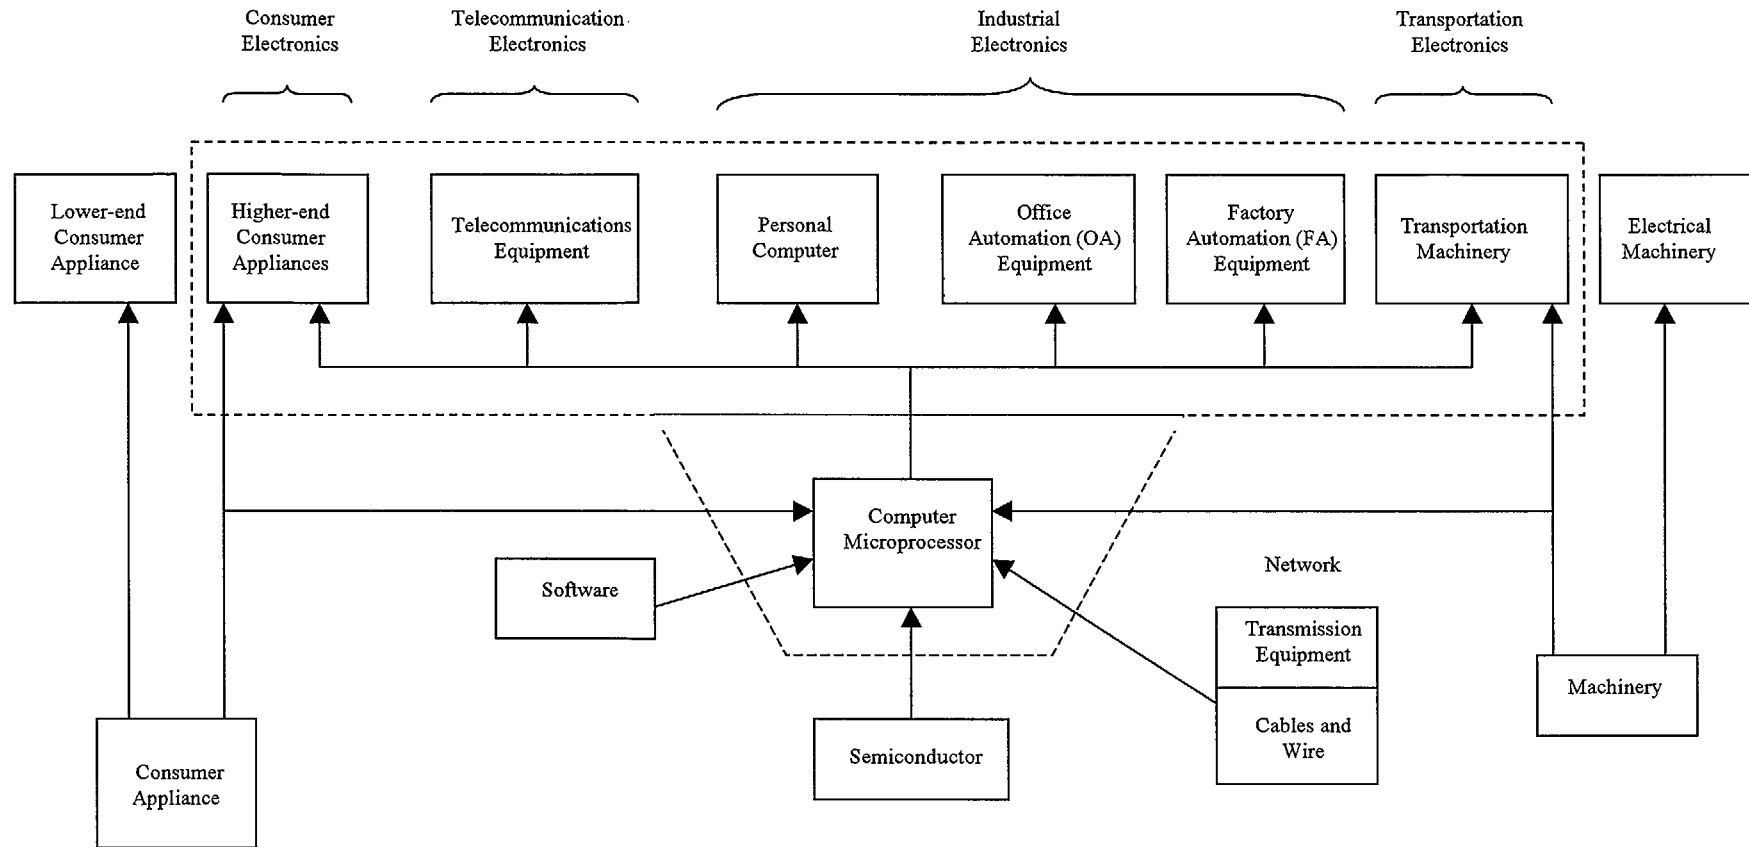 Consumer
Electronics
Telecommunication
Electronics
Industrial
Electronics
Transportation
Electronics
Lower-end
Consumer
Appliance
Higher-end
Consumer
Appliances
Telecommunications
Equipment
Personal
Computer
Office
Automation (OA)
Equipment
Factory
Automation (FA)
Equipment
Transportation
Machinery
Electrical
Machinery
Computer
Microprocessor
Software
Network
Transmission
Equipment
Cables and
Wire
Machinery
Semiconductor
Consumer
Appliance